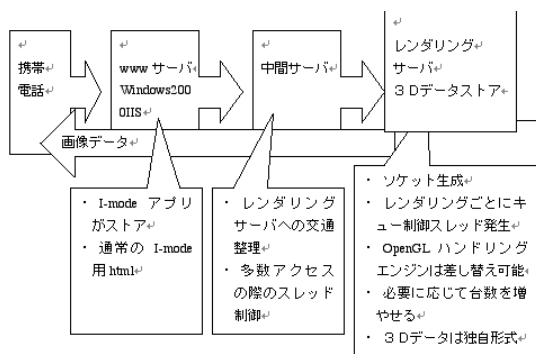 携帯
電話
www サーバ
Windows200
0IIS
中間サーバ
レンダリング
サーバ
3Dデータストア
画像データ
・ I-mode アプリ
がストア
・ 通常の I-mode
用 html
・ レンダリング
サーバへの交通
整理
・ 多数アクセス
の際のスレッド
制御
・ ソケット生成
・ レンダリングごとにキ
ュー制御スレッド発生
・ OpenGL ハンドリング
エンジンは差し替え可能
・ 必要に応じて台数を増
やせる
・ 3Dデータは独自形式